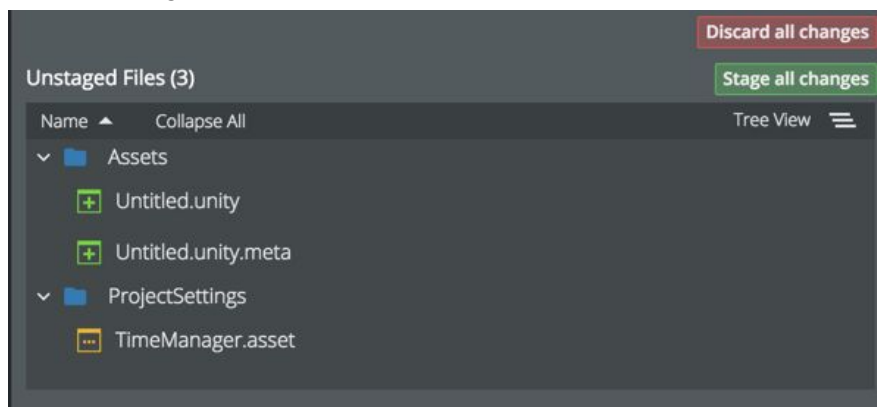 Discard all changes
Unstaged Files (3) Stage all changes
Name Collapse All Tree View
Assets
Untitled.unity
Untitled.unity.meta
ProjectSettings
TimeManager.asset